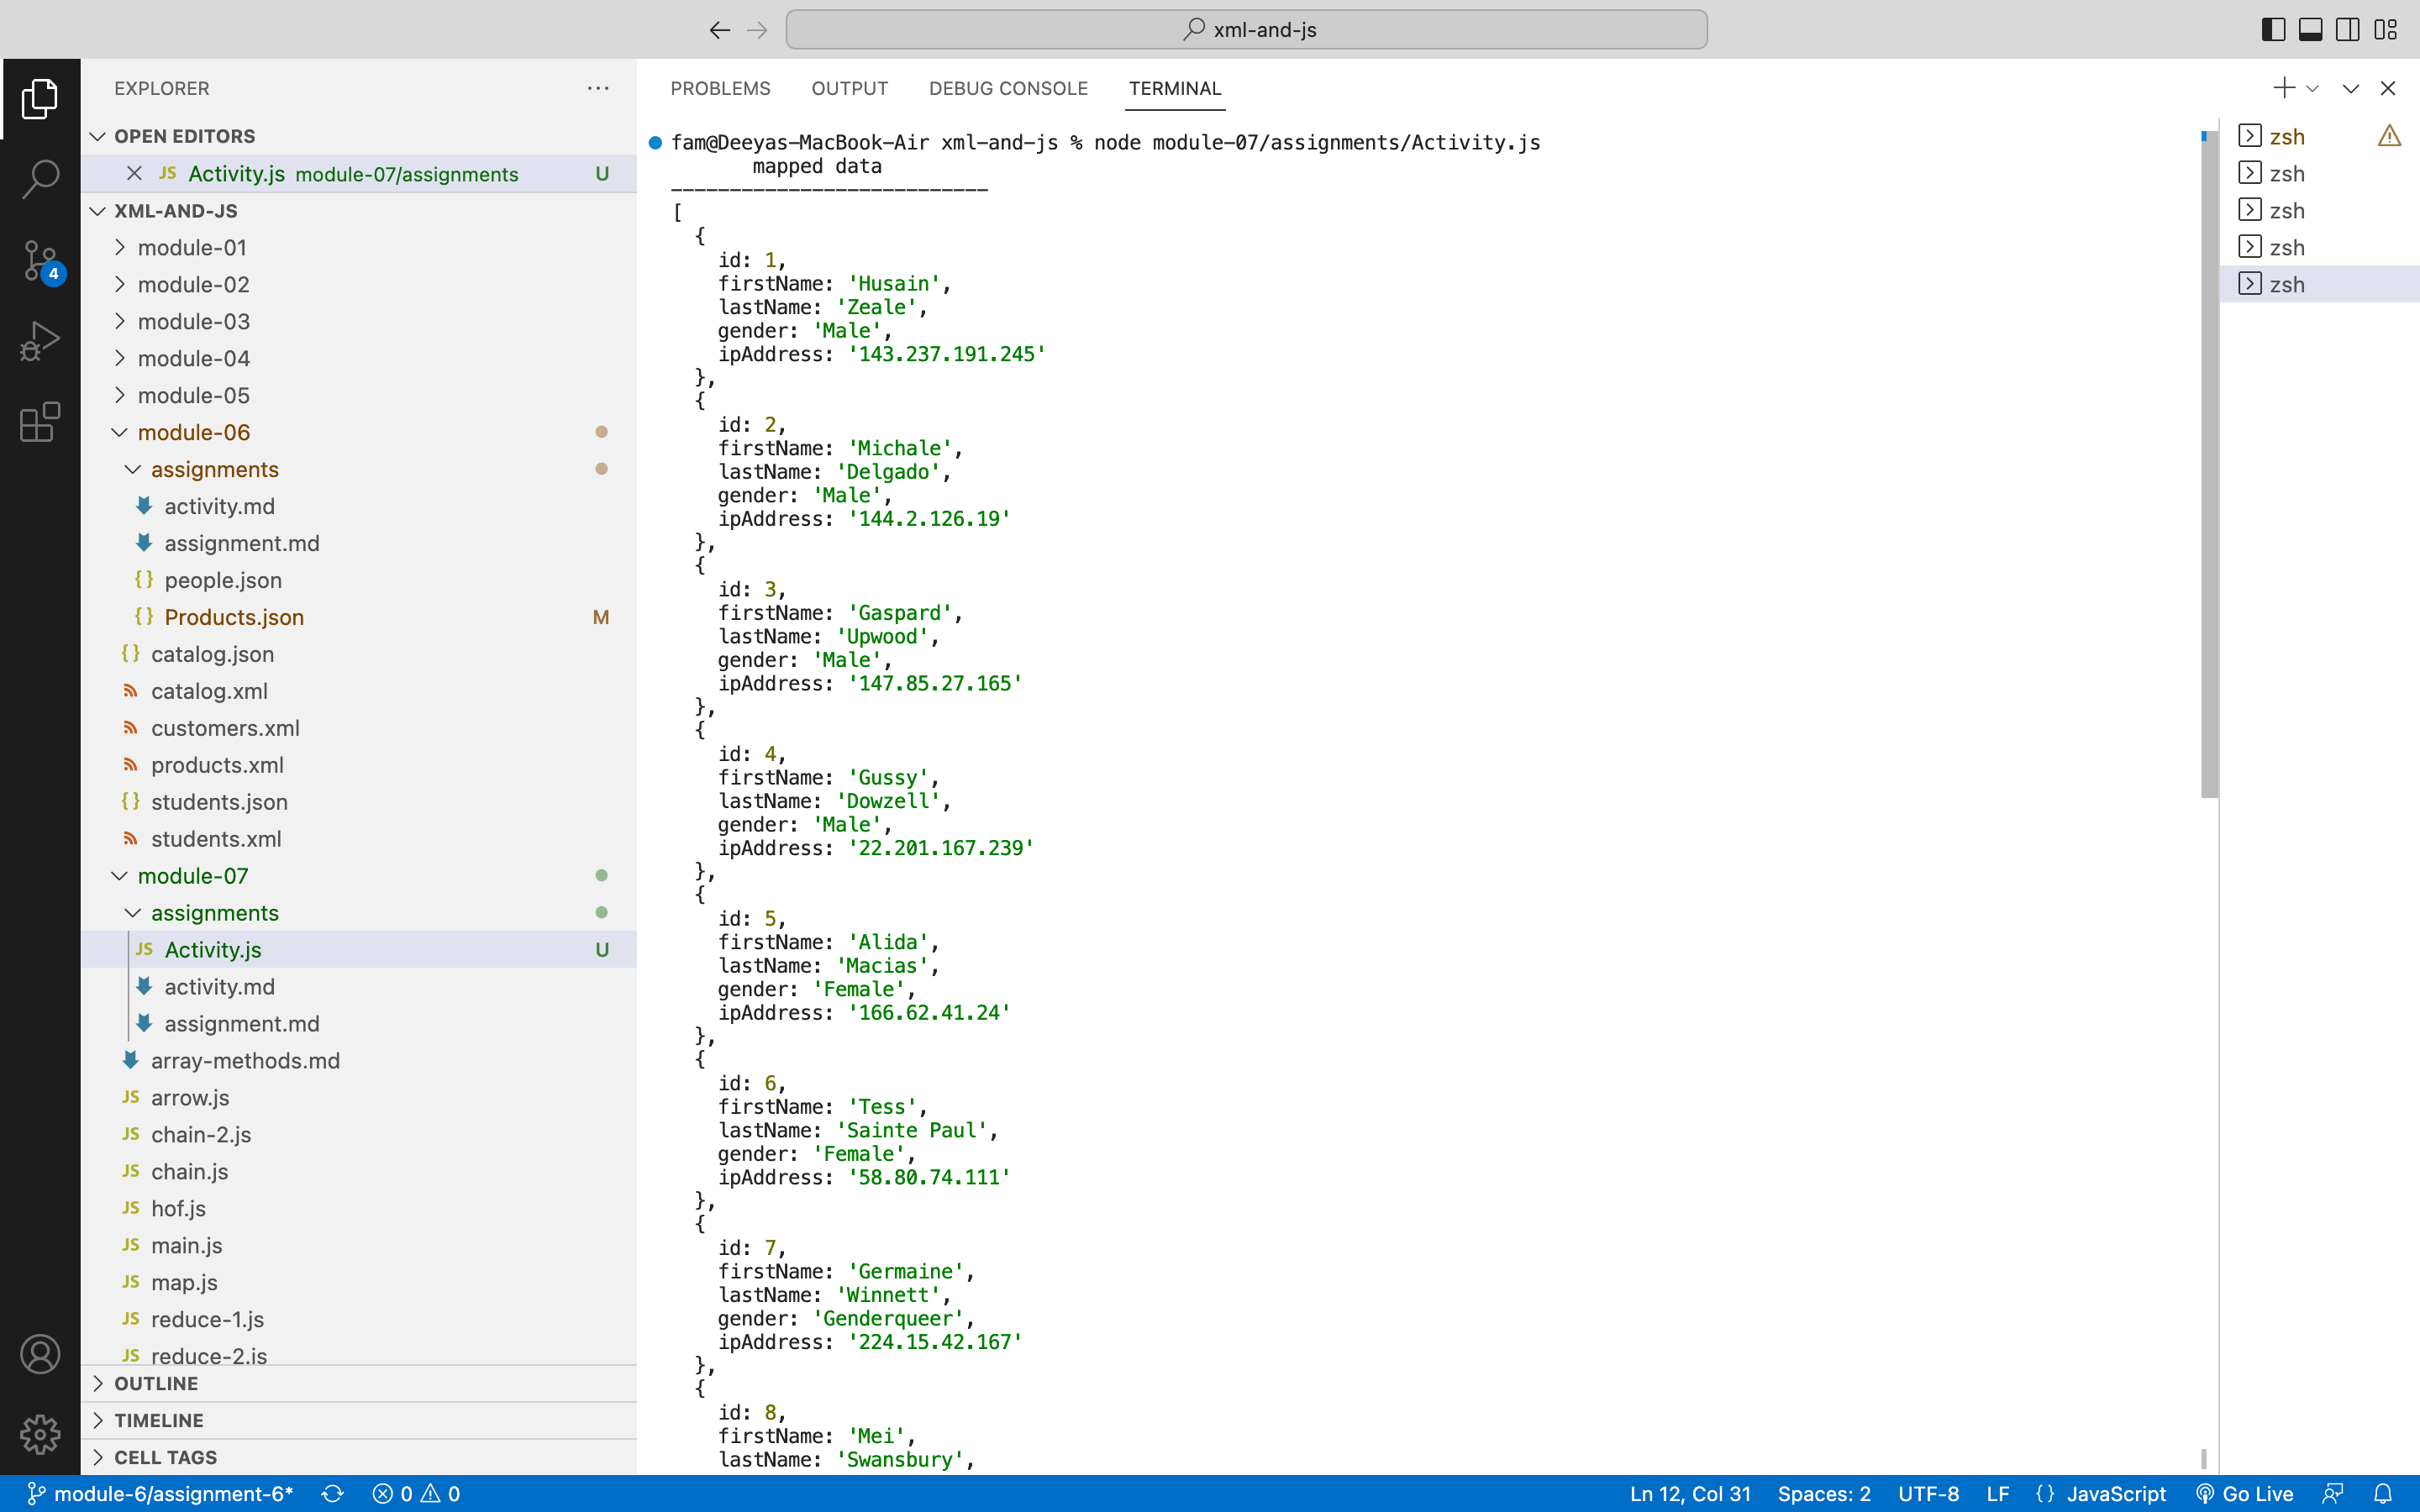 xml-and-js
EXPLORER
OPEN EDITORS
JS Activity.js module-07/assignments U
XML-AND-JS
module-01
module-02
module-03
4
module-04
module-05
module-06
assignments
activity.md
assignment.md
{} people.json
{} Products.json M
{} catalog.json
catalog.xml
customers.xml
products.xml
{} students.json
students.xml
module-07
assignments
JS Activity.js U
activity.md
assignment.md
array-methods.md
JS arrow.js
JS chain-2.js
JS chain.js
JS hof.js
JS main.js
JS map.js
JS reduce-1.js
JS reduce-2.js
OUTLINE
TIMELINE
CELL TAGS
PROBLEMS OUTPUT DEBUG CONSOLE TERMINAL
fam@Deeyas-MacBook-Air xml-and-js % node module-07/assignments/Activity.js
mapped data
---------------------------
[
{
id: 1,
firstName: 'Husain',
lastName: 'Zeale',
gender: 'Male',
ipAddress: '143.237.191.245'
},
{
id: 2,
firstName: 'Michale',
lastName: 'Delgado',
gender: 'Male',
ipAddress: '144.2.126.19'
},
{
id: 3,
firstName: 'Gaspard',
lastName: 'Upwood',
gender: 'Male',
ipAddress: '147.85.27.165'
},
{
id: 4,
firstName: 'Gussy',
lastName: 'Dowzell',
gender: 'Male',
ipAddress: '22.201.167.239'
},
{
id: 5,
firstName: 'Alida',
lastName: 'Macias',
gender: 'Female',
ipAddress: '166.62.41.24'
},
{
id: 6,
firstName: 'Tess',
lastName: 'Sainte Paul',
gender: 'Female',
ipAddress: '58.80.74.111'
},
{
id: 7,
firstName: 'Germaine',
lastName: 'Winnett',
gender: 'Genderqueer',
ipAddress: '224.15.42.167'
},
{
id: 8,
firstName: 'Mei',
lastName: 'Swansbury',
zsh
zsh
zsh
zsh
zsh
module-6/assignment-6* 0 0 Ln 12, Col 31 Spaces: 2 UTF-8 LF {} JavaScript Go Live